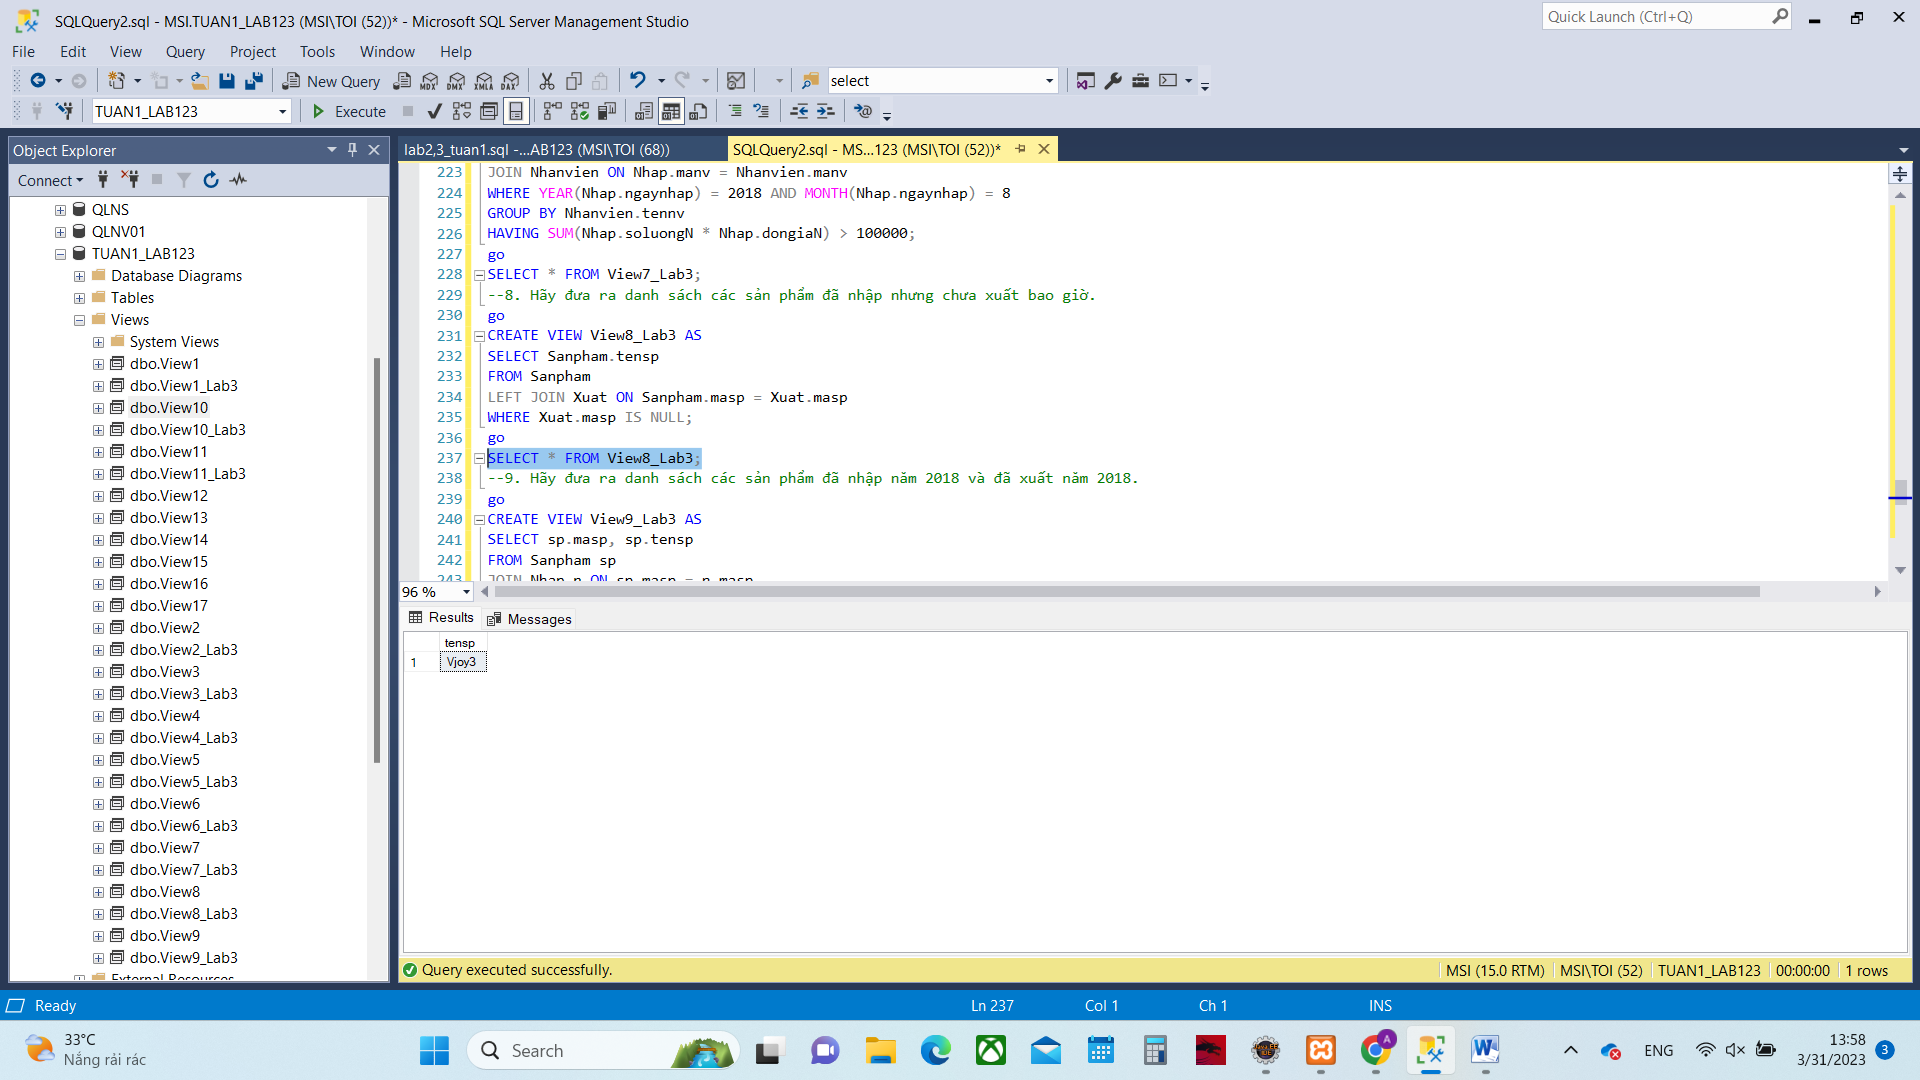 SQLQuery2.sql - MSI.TUAN1_LAB123 (MSI\TOI (52))* - Microsoft SQL Server Management Studio
Quick Launch (Ctrl+Q)
File Edit View Query Project Tools Window Help
New Query
MDX DMX XMLA DAX
select
TUAN1_LAB123
Execute
Object Explorer
Connect
QLNS
QLNV01
TUAN1_LAB123
Database Diagrams
Tables
Views
System Views
dbo.View1
dbo.View1_Lab3
dbo.View10
dbo.View10_Lab3
dbo.View11
dbo.View11_Lab3
dbo.View12
dbo.View13
dbo.View14
dbo.View15
dbo.View16
dbo.View17
dbo.View2
dbo.View2_Lab3
dbo.View3
dbo.View3_Lab3
dbo.View4
dbo.View4_Lab3
dbo.View5
dbo.View5_Lab3
dbo.View6
dbo.View6_Lab3
dbo.View7
dbo.View7_Lab3
dbo.View8
dbo.View8_Lab3
dbo.View9
dbo.View9_Lab3
External Resources
lab2,3_tuan1.sql -...AB123 (MSI\TOI (68))
SQLQuery2.sql - MS...123 (MSI\TOI (52))*
223 JOIN Nhanvien ON Nhap.manv = Nhanvien.manv
224 WHERE YEAR(Nhap.ngaynhap) = 2018 AND MONTH(Nhap.ngaynhap) = 8
225 GROUP BY Nhanvien.tennv
226 HAVING SUM(Nhap.soluongN * Nhap.dongiaN) > 100000;
227 go
228 SELECT * FROM View7_Lab3;
229 --8. Hãy đưa ra danh sách các sản phẩm đã nhập nhưng chưa xuất bao giờ.
230 go
231 CREATE VIEW View8_Lab3 AS
232 SELECT Sanpham.tensp
233 FROM Sanpham
234 LEFT JOIN Xuat ON Sanpham.masp = Xuat.masp
235 WHERE Xuat.masp IS NULL;
236 go
237 SELECT * FROM View8_Lab3;
238 --9. Hãy đưa ra danh sách các sản phẩm đã nhập năm 2018 và đã xuất năm 2018.
239 go
240 CREATE VIEW View9_Lab3 AS
241 SELECT sp.masp, sp.tensp
242 FROM Sanpham sp
243 JOIN Nhap n ON sp.masp = n.masp
96 %
Results Messages
tensp
1 Vjoy3
Query executed successfully.
MSI (15.0 RTM) MSI\TOI (52) TUAN1_LAB123 00:00:00 1 rows
Ready
Ln 237 Col 1 Ch 1 INS
33°C
Nắng rải rác
Search
A
ENG
13:58
3/31/2023
3